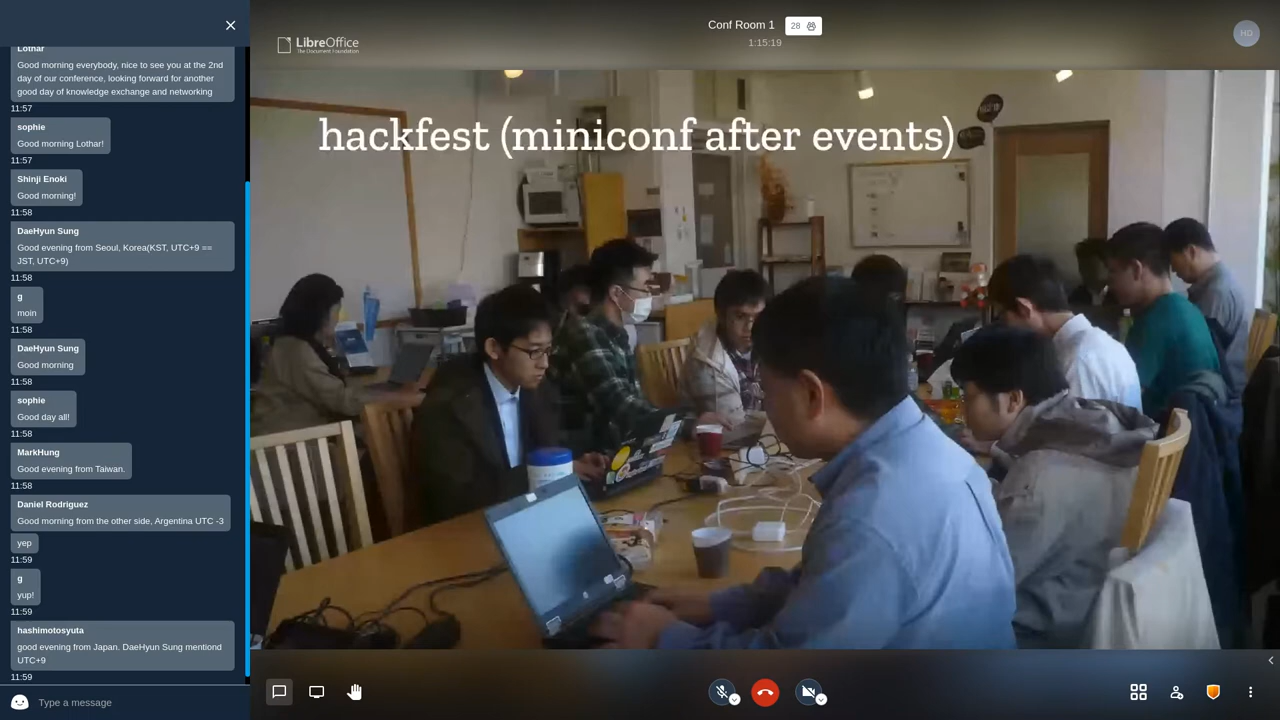 Lothar
Good morning everybody, nice to see you at the 2nd
day of our conference, looking forward for another
good day of knowledge exchange and networking
11:57
sophie
Good morning Lothar!
11:57
Shinji Enoki
Good morning!
11:58
DaeHyun Sung
Good evening from Seoul, Korea(KST, UTC+9 ==
JST, UTC+9)
11:58
g
moin
11:58
DaeHyun Sung
Good morning
11:58
sophie
Good day all!
11:58
MarkHung
Good evening from Taiwan.
11:58
Daniel Rodriguez
Good morning from the other side, Argentina UTC -3
yep
11:59
g
yup!
11:59
hashimotosyuta
good evening from Japan. DaeHyun Sung mentiond
UTC+9
11:59
Type a message
LibreOffice
The Document Foundation
Conf Room 1
28
1:15:19
HD
hackfest (miniconf after events)